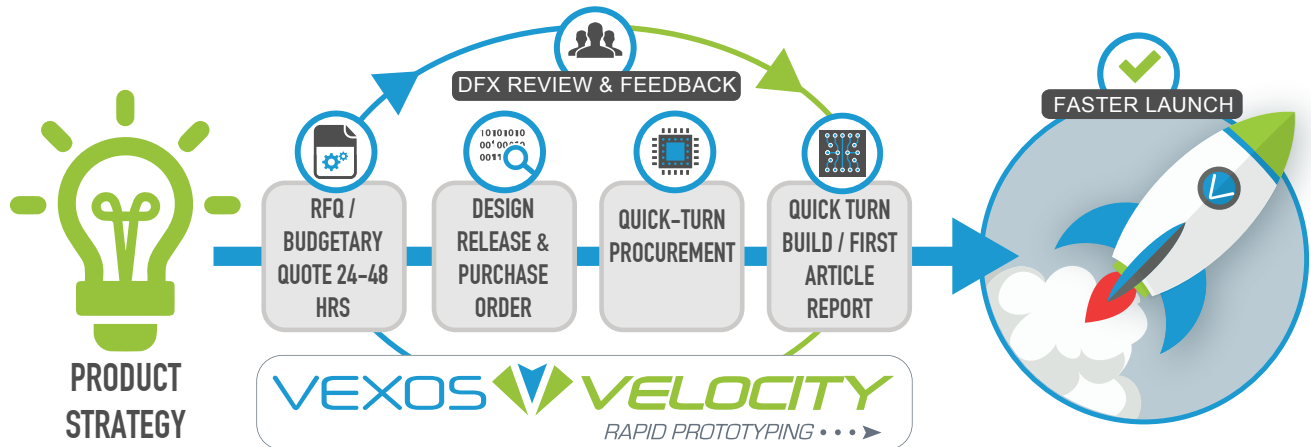 DFX REVIEW & FEEDBACK
FASTER LAUNCH
10101010
RFQ /
BUDGETARY
QUOTE 24-48
HRS
DESIGN
RELEASE &
PURCHASE
ORDER
QUICK-TURN
PROCUREMENT
QUICK TURN
BUILD / FIRST
ARTICLE
REPORT
PRODUCT
STRATEGY
VEXOS VELOCITY
RAPID PROTOTYPING